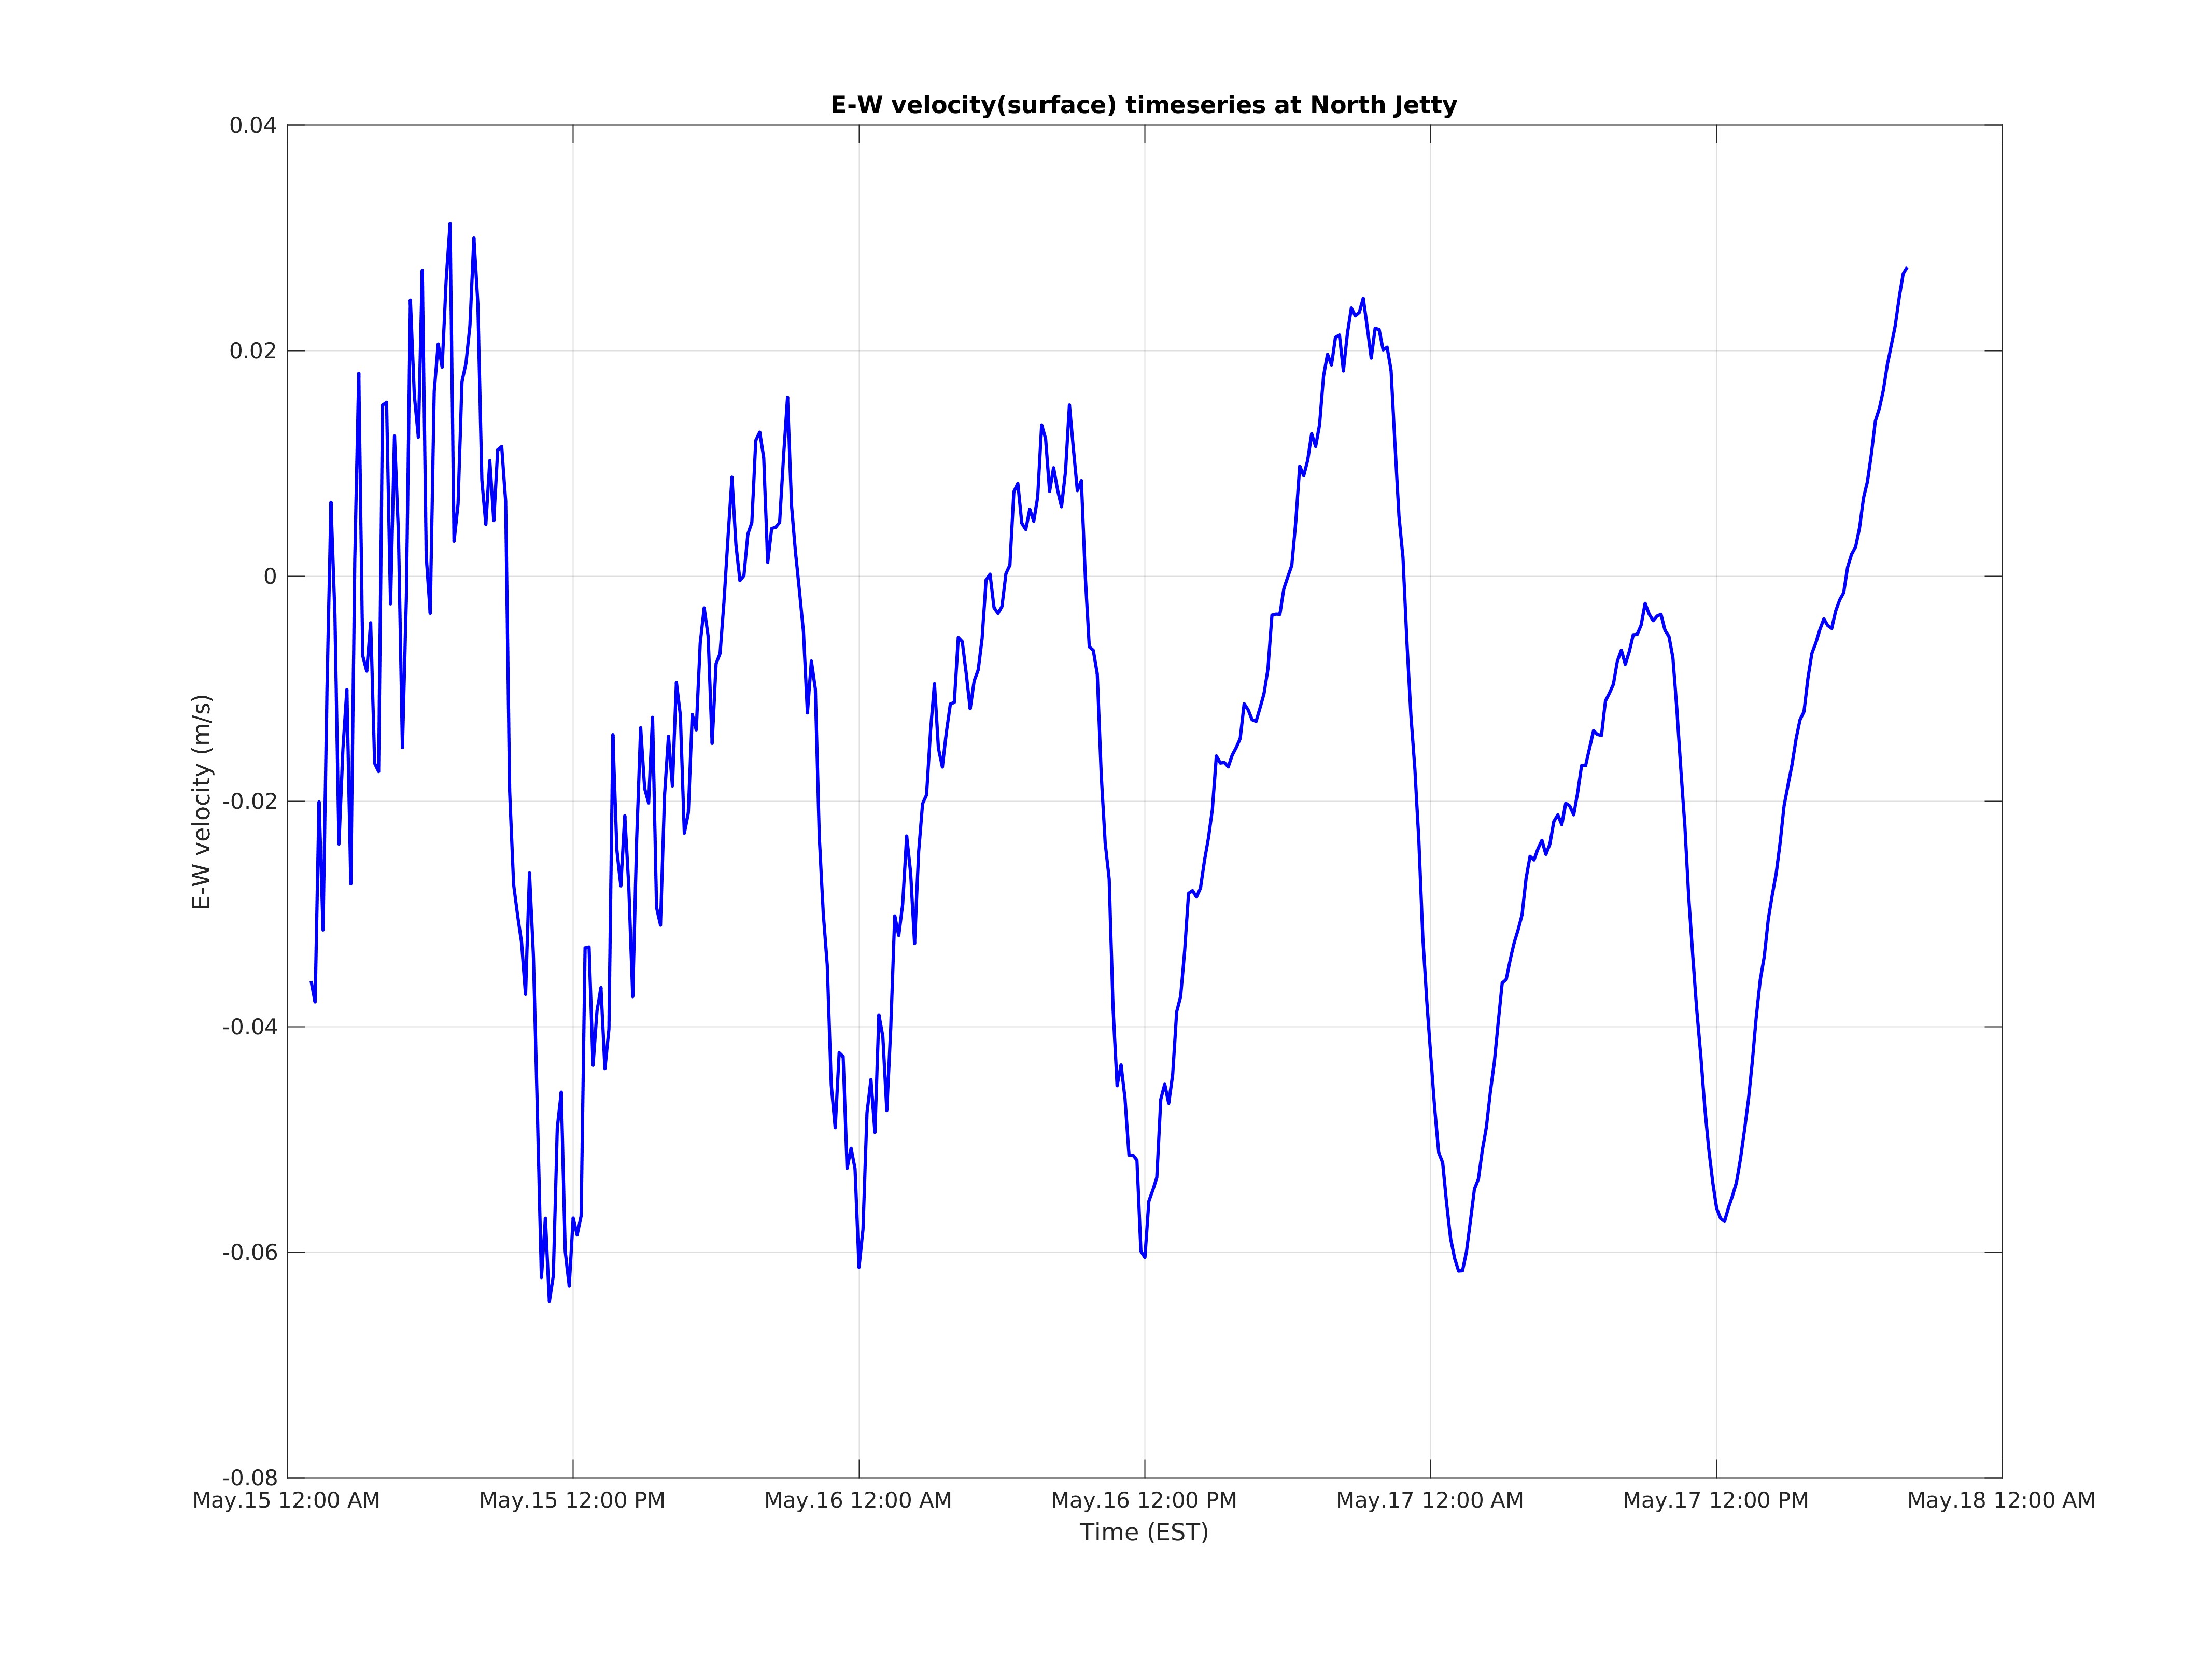 E-W velocity(surface) timeseries at North Jetty
0.04
0.02
0
-0.02
-0.04
-0.06
-0.08
E-W velocity (m/s)
May.15 12:00 AM May.15 12:00 PM May.16 12:00 AM May.16 12:00 PM May.17 12:00 AM May.17 12:00 PM May.18 12:00 AM
Time (EST)